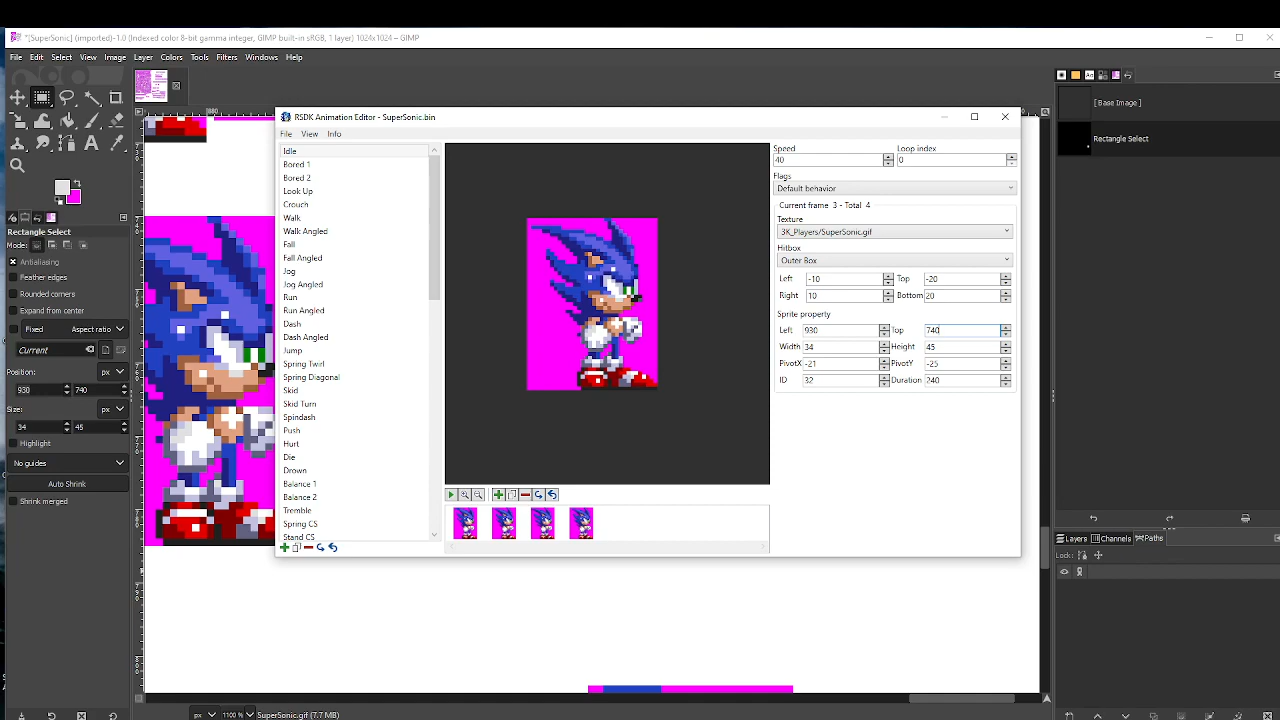 *[SuperSonic] (imported)-1.0 (Indexed color 8-bit gamma integer, GIMP built-in sRGB, 1 layer) 1024x1024 – GIMP
File Edit Select View Image Layer Colors Tools Filters Windows Help
RSDK Animation Editor - SuperSonic.bin
File View Info
Rectangle Select
Mode:
Antialiasing
Feather edges
Rounded corners
Expand from center
Fixed Aspect ratio
Current
Position: px
930 740
Size: px
34 45
Highlight
No guides
Auto Shrink
Shrink merged
Idle
Bored 1
Bored 2
Look Up
Crouch
Walk
Walk Angled
Fall
Fall Angled
Jog
Jog Angled
Run
Run Angled
Dash
Dash Angled
Jump
Spring Twirl
Spring Diagonal
Skid
Skid Turn
Spindash
Push
Hurt
Die
Drown
Balance 1
Balance 2
Tremble
Spring CS
Stand CS
Speed Loop index
40 0
Flags
Default behavior
Current frame 3 - Total 4
Texture
3K_Players/SuperSonic.gif
Hitbox
Outer Box
Left -10 Top -20
Right 10 Bottom 20
Sprite property
Left 930 Top 740
Width 34 Height 45
PivotX -21 PivotY -25
ID 32 Duration 240
[ Base Image ]
Rectangle Select
Layers Channels Paths
Lock:
px 1100 % SuperSonic.gif (7.7 MB)